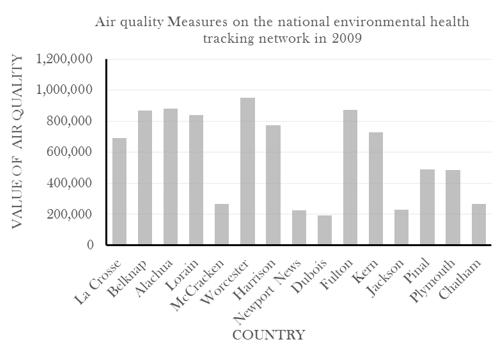 Air quality Measures on the national environmental health
tracking network in 2009
VALUE OF AIR QUALITY
1,200,000
1,000,000
800,000
600,000
400,000
200,000
0
La Crosse
Belknap
Alachua
Lorain
McCracken
Worcester
Harrison
Newport News
Dubois
Fulton
Kern
Jackson
Pinal
Plymouth
Chatham
COUNTRY